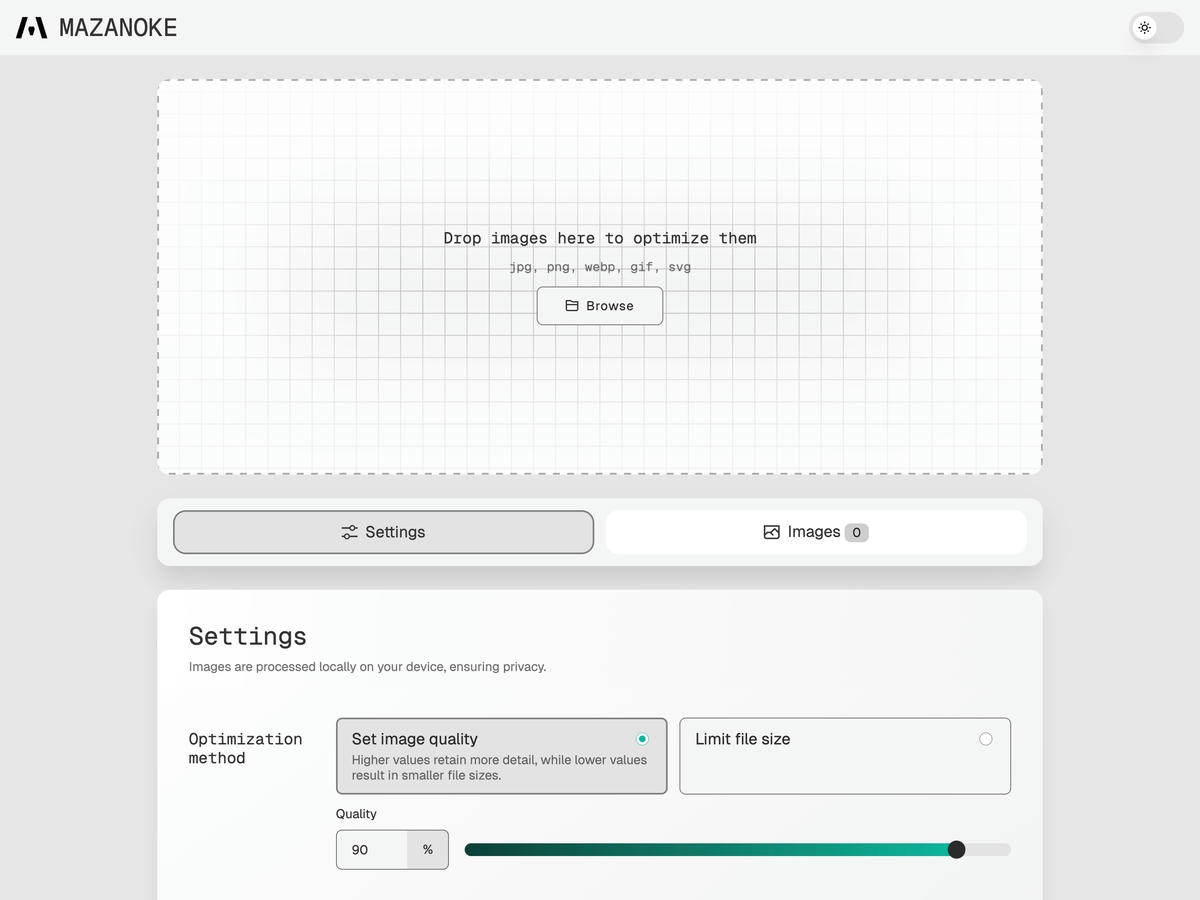 MAZANOKE
Drop images here to optimize them
jpg, png, webp, gif, svg
Browse
Settings
Images 0
Settings
Images are processed locally on your device, ensuring privacy.
Optimization
method
Set image quality
Higher values retain more detail, while lower values
result in smaller file sizes.
Limit file size
Quality
90 %